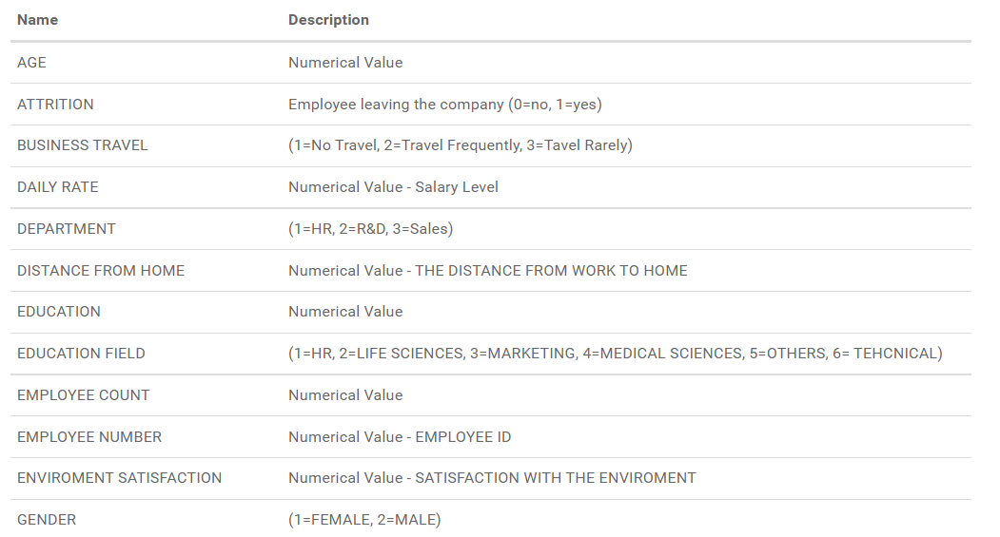 Name Description
AGE Numerical Value
ATTRITION Employee leaving the company (0=no, 1=yes)
BUSINESS TRAVEL (1=No Travel, 2=Travel Frequently, 3=Tavel Rarely)
DAILY RATE Numerical Value - Salary Level
DEPARTMENT (1=HR, 2=R&D, 3=Sales)
DISTANCE FROM HOME Numerical Value - THE DISTANCE FROM WORK TO HOME
EDUCATION Numerical Value
EDUCATION FIELD (1=HR, 2=LIFE SCIENCES, 3=MARKETING, 4=MEDICAL SCIENCES, 5=OTHERS, 6= TEHCNICAL)
EMPLOYEE COUNT Numerical Value
EMPLOYEE NUMBER Numerical Value - EMPLOYEE ID
ENVIROMENT SATISFACTION Numerical Value - SATISFACTION WITH THE ENVIROMENT
GENDER (1=FEMALE, 2=MALE)